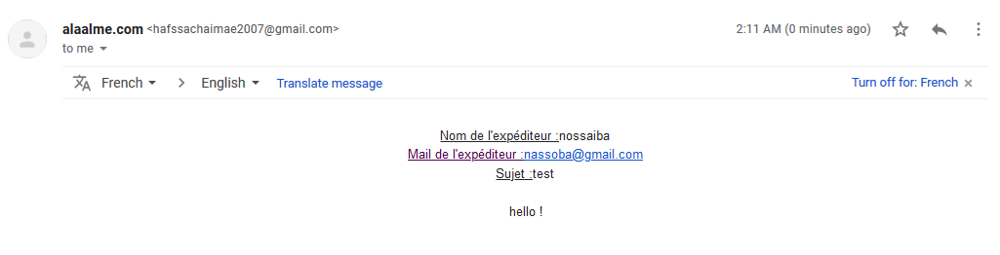 alaalme.com <hafssachaimae2007@gmail.com> 2:11 AM (0 minutes ago)
to me
French > English Translate message Turn off for: French ×
Nom de l'expéditeur :nossaiba
Mail de l'expéditeur :nassoba@gmail.com
Sujet :test
hello !